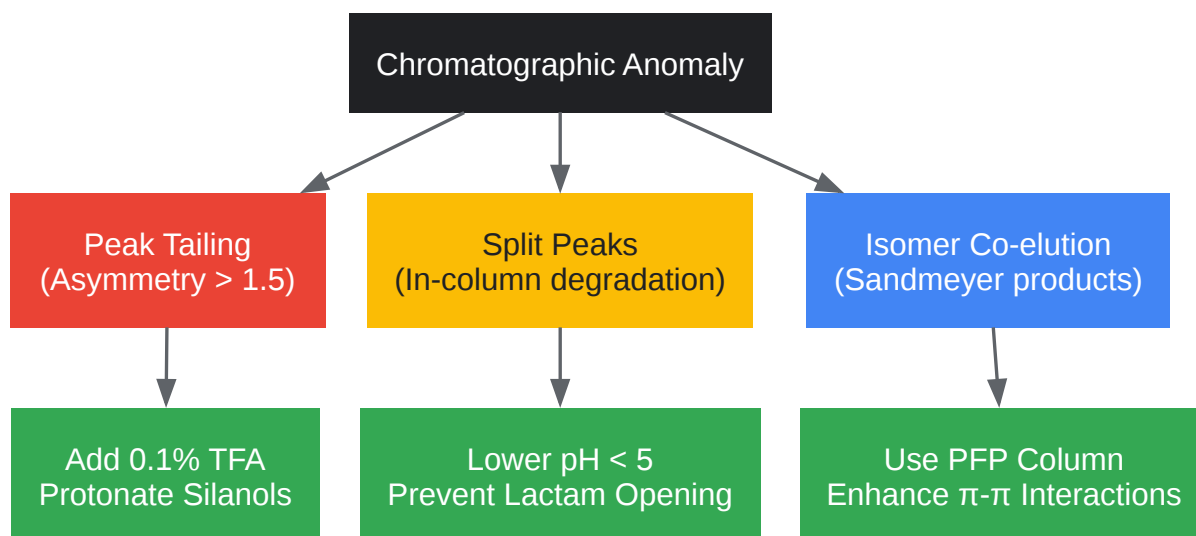 Chromatographic Anomaly
Peak Tailing
(Asymmetry > 1.5)
Split Peaks
(In-column degradation)
Isomer Co-elution
(Sandmeyer products)
Add 0.1% TFA
Protonate Silanols
Lower pH < 5
Prevent Lactam Opening
Use PFP Column
Enhance π-π Interactions